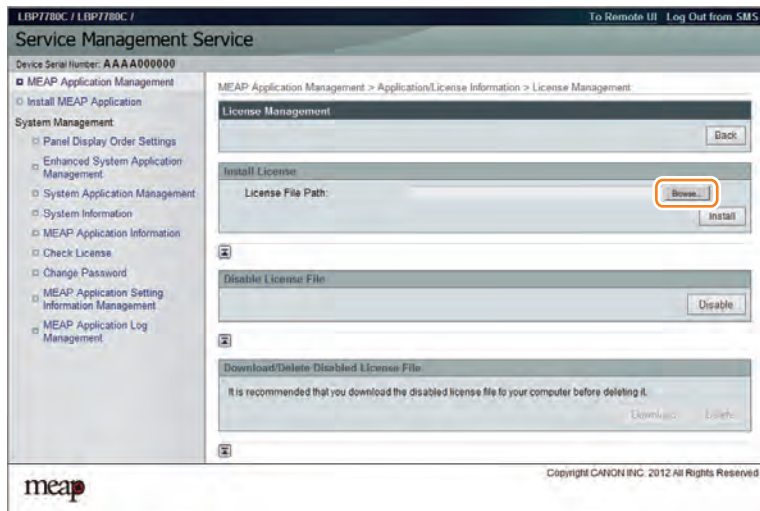 LBP7780C / LBP7780C /
To Remote UI Log Out from SMS
Service Management Service
Device Serial Number: AAAA000000
MEAP Application Management
Install MEAP Application
System Management
Panel Display Order Settings
Enhanced System Application
Management
System Application Management
System Information
MEAP Application Information
Check License
Change Password
MEAP Application Setting
Information Management
MEAP Application Log
Management
MEAP Application Management > Application/License Information > License Management
License Management
Back
Install License
License File Path:
Browse...
Install
Disable License File
Disable
Download/Delete Disabled License File
It is recommended that you download the disabled license file to your computer before deleting it.
Download Delete
meap
Copyright CANON INC. 2012 All Rights Reserved